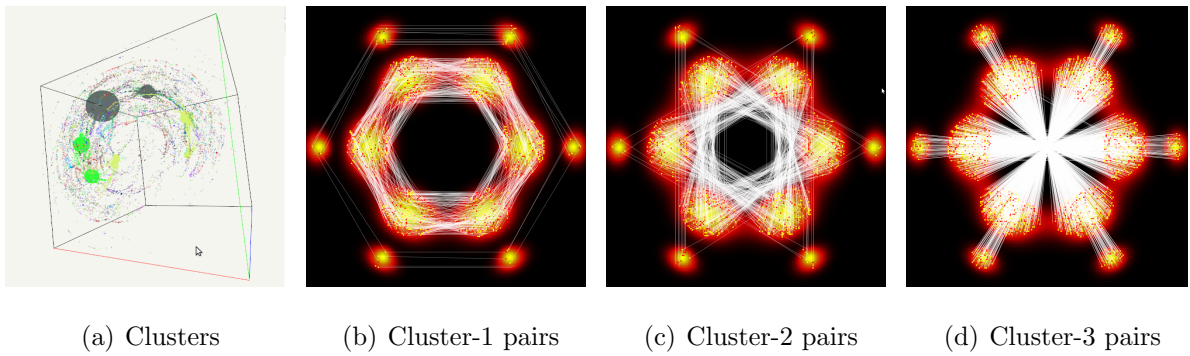 (a) Clusters
(b) Cluster-1 pairs
(c) Cluster-2 pairs
(d) Cluster-3 pairs